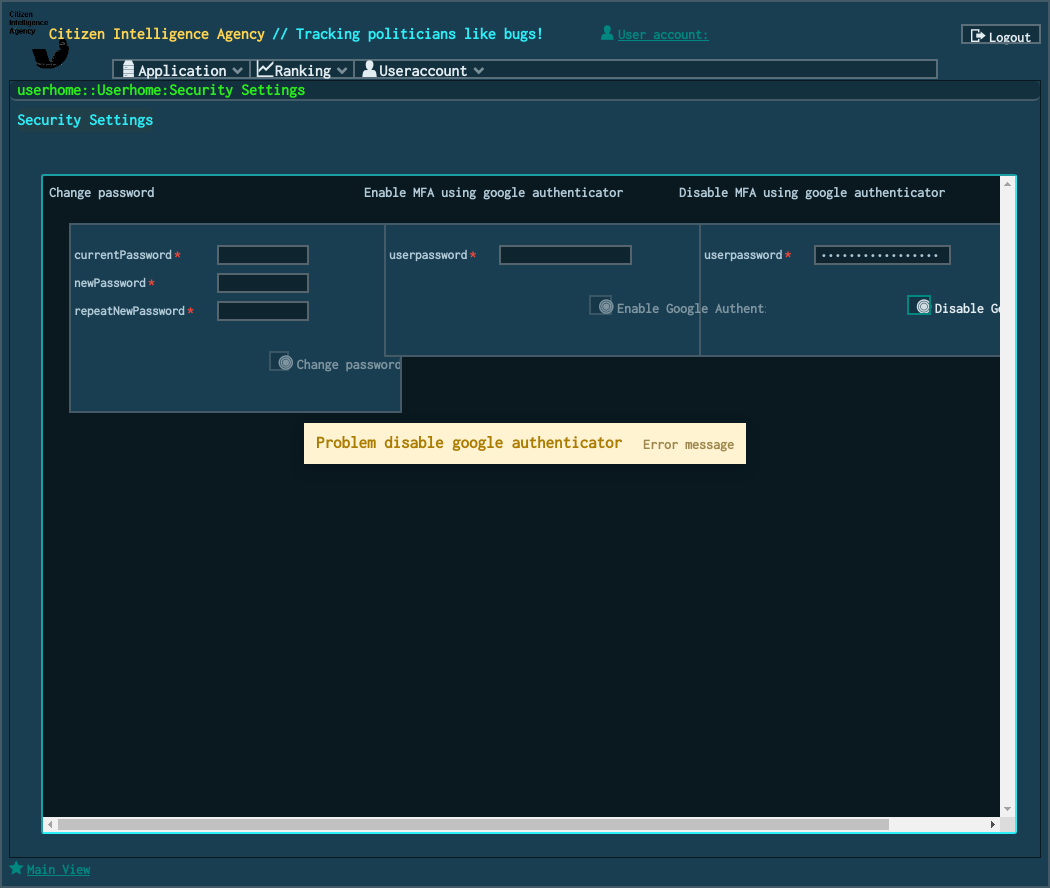 Citizen
Intelligence
Agency
Citizen Intelligence Agency // Tracking politicians like bugs!
User account:
Logout
Application
Ranking
Useraccount
userhome::Userhome:Security Settings
Security Settings
Change password
Enable MFA using google authenticator
Disable MFA using google authenticator
currentPassword*
newPassword*
repeatNewPassword*
Change password
userpassword*
Enable Google Authenti
userpassword*
•••••••••••••••••
Disable Go
Problem disable google authenticator Error message
Main View